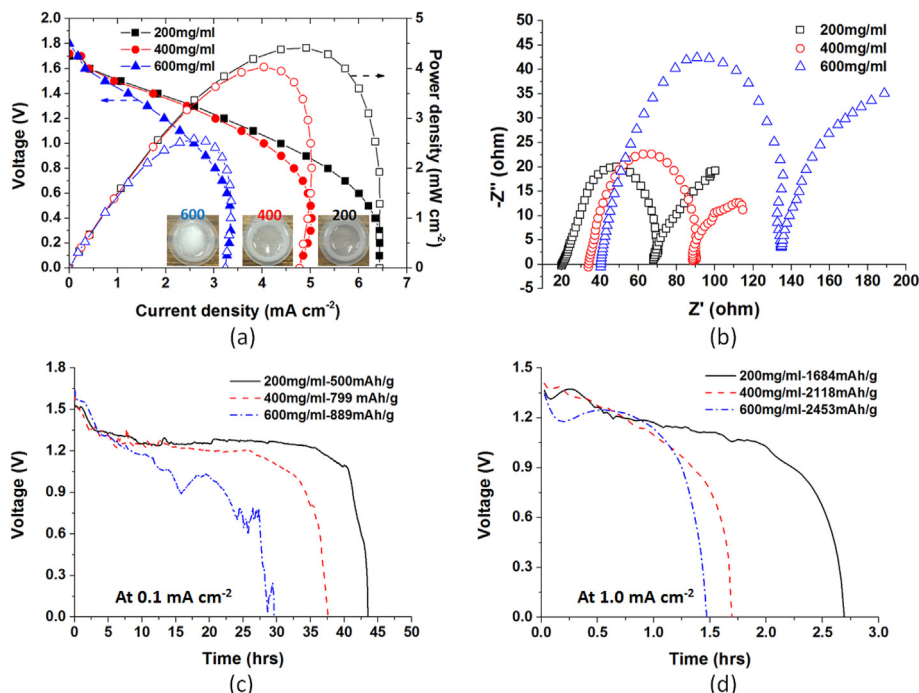 2.0
1.8
1.6
1.4
1.2
1.0
0.8
0.6
0.4
0.2
0.0
Voltage (V)
200mg/ml
400mg/ml
600mg/ml
5
4
3
2
1
0
Power density (mW cm-2)
600
400
200
0 1 2 3 4 5 6 7
Current density (mA cm-2)
(a)
45
40
35
30
25
20
15
10
5
0
-5
-Z" (ohm)
200mg/ml
400mg/ml
600mg/ml
20 40 60 80 100 120 140 160 180 200
Z' (ohm)
(b)
1.8
1.5
1.2
0.9
0.6
0.3
0.0
Voltage (V)
200mg/ml-500mAh/g
400mg/ml-799 mAh/g
600mg/ml-889mAh/g
At 0.1 mA cm-2
0 5 10 15 20 25 30 35 40 45 50
Time (hrs)
(c)
1.5
1.2
0.9
0.6
0.3
0.0
Voltage (V)
200mg/ml-1684mAh/g
400mg/ml-2118mAh/g
600mg/ml-2453mAh/g
At 1.0 mA cm-2
0.0 0.5 1.0 1.5 2.0 2.5 3.0
Time (hrs)
(d)